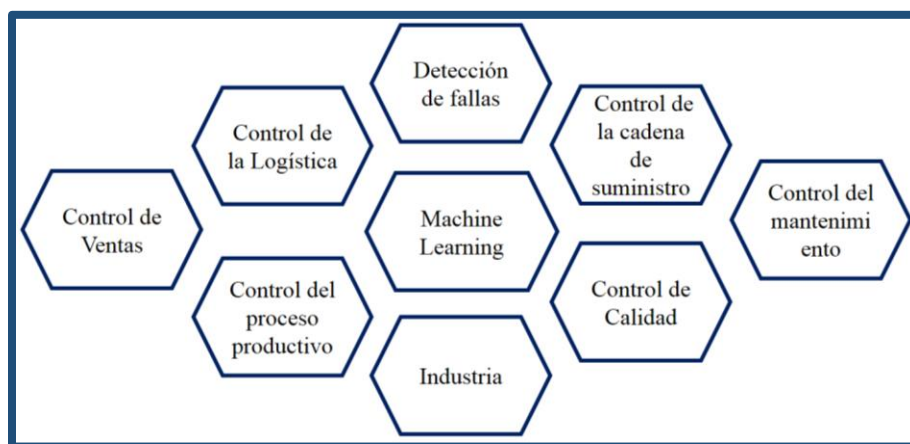 Detección
de fallas
Control de
la Logística
Control de
la cadena
de
suministro
Control de
Ventas
Machine
Learning
Control del
mantenimi
ento
Control del
proceso
productivo
Control de
Calidad
Industria